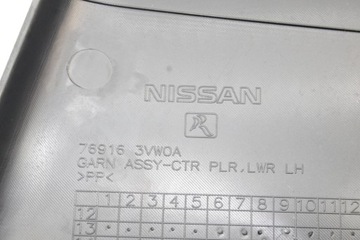 NISSAN
R
76916 3VW0A
GARN ASSY-CTR PLR,LWR LH
>PP<
1 2 3 4 5 6 7 8 9 10 11 12
12
13